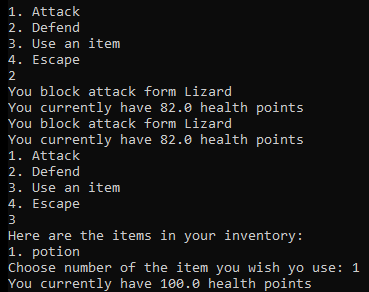 1. Attack
2. Defend
3. Use an item
4. Escape
2
You block attack form Lizard
You currently have 82.0 health points
You block attack form Lizard
You currently have 82.0 health points
1. Attack
2. Defend
3. Use an item
4. Escape
3
Here are the items in your inventory:
1. potion
Choose number of the item you wish yo use: 1
You currently have 100.0 health points